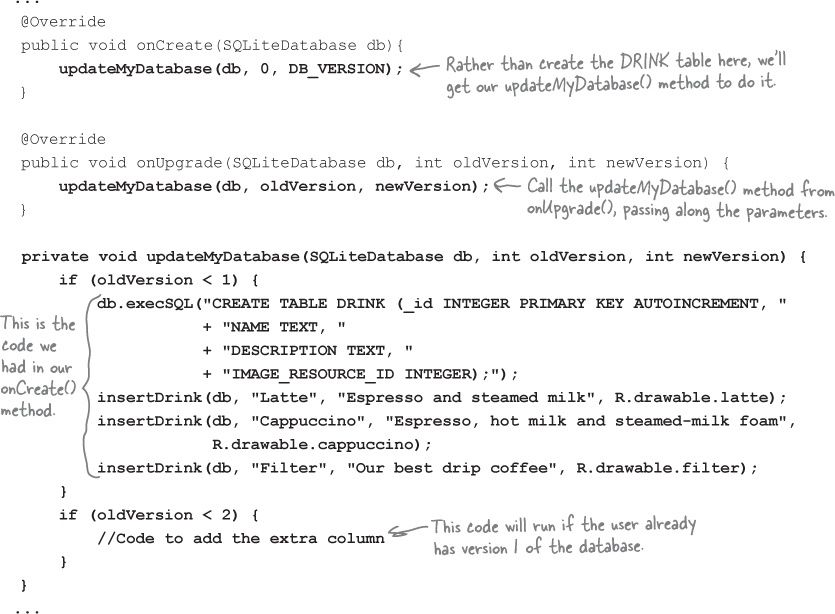 ...
@Override
public void onCreate(SQLiteDatabase db){
updateMyDatabase(db, 0, DB_VERSION);
Rather than create the DRINK table here, we'll
get our updateMyDatabase() method to do it.
}
@Override
public void onUpgrade(SQLiteDatabase db, int oldVersion, int newVersion) {
updateMyDatabase(db, oldVersion, newVersion);
Call the updateMyDatabase() method from
onUpgrade(), passing along the parameters.
}
private void updateMyDatabase(SQLiteDatabase db, int oldVersion, int newVersion) {
if (oldVersion < 1) {
db.execSQL("CREATE TABLE DRINK (_id INTEGER PRIMARY KEY AUTOINCREMENT, "
+ "NAME TEXT, "
+ "DESCRIPTION TEXT, "
+ "IMAGE_RESOURCE_ID INTEGER);");
insertDrink(db, "Latte", "Espresso and steamed milk", R.drawable.latte);
insertDrink(db, "Cappuccino", "Espresso, hot milk and steamed-milk foam",
R.drawable.cappuccino);
insertDrink(db, "Filter", "Our best drip coffee", R.drawable.filter);
This is the
code we
had in our
onCreate()
method.
}
if (oldVersion < 2) {
//Code to add the extra column
This code will run if the user already
has version 1 of the database.
}
}
...